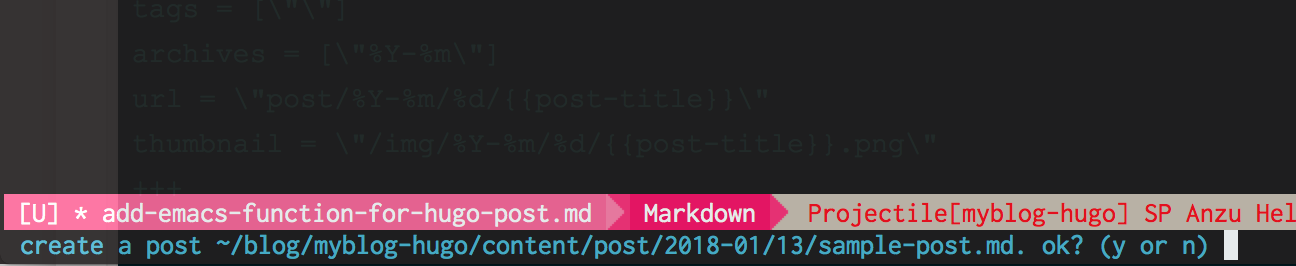 tags = [\"\"]
archives = [\"%Y-%m\"]
url = \"post/%Y-%m/%d/{{post-title}}\"
thumbnail = \"/img/%Y-%m/%d/{{post-title}}.png\"
+++
[U] * add-emacs-function-for-hugo-post.md Markdown Projectile[myblog-hugo] SP Anzu Hel
create a post ~/blog/myblog-hugo/content/post/2018-01/13/sample-post.md. ok? (y or n)